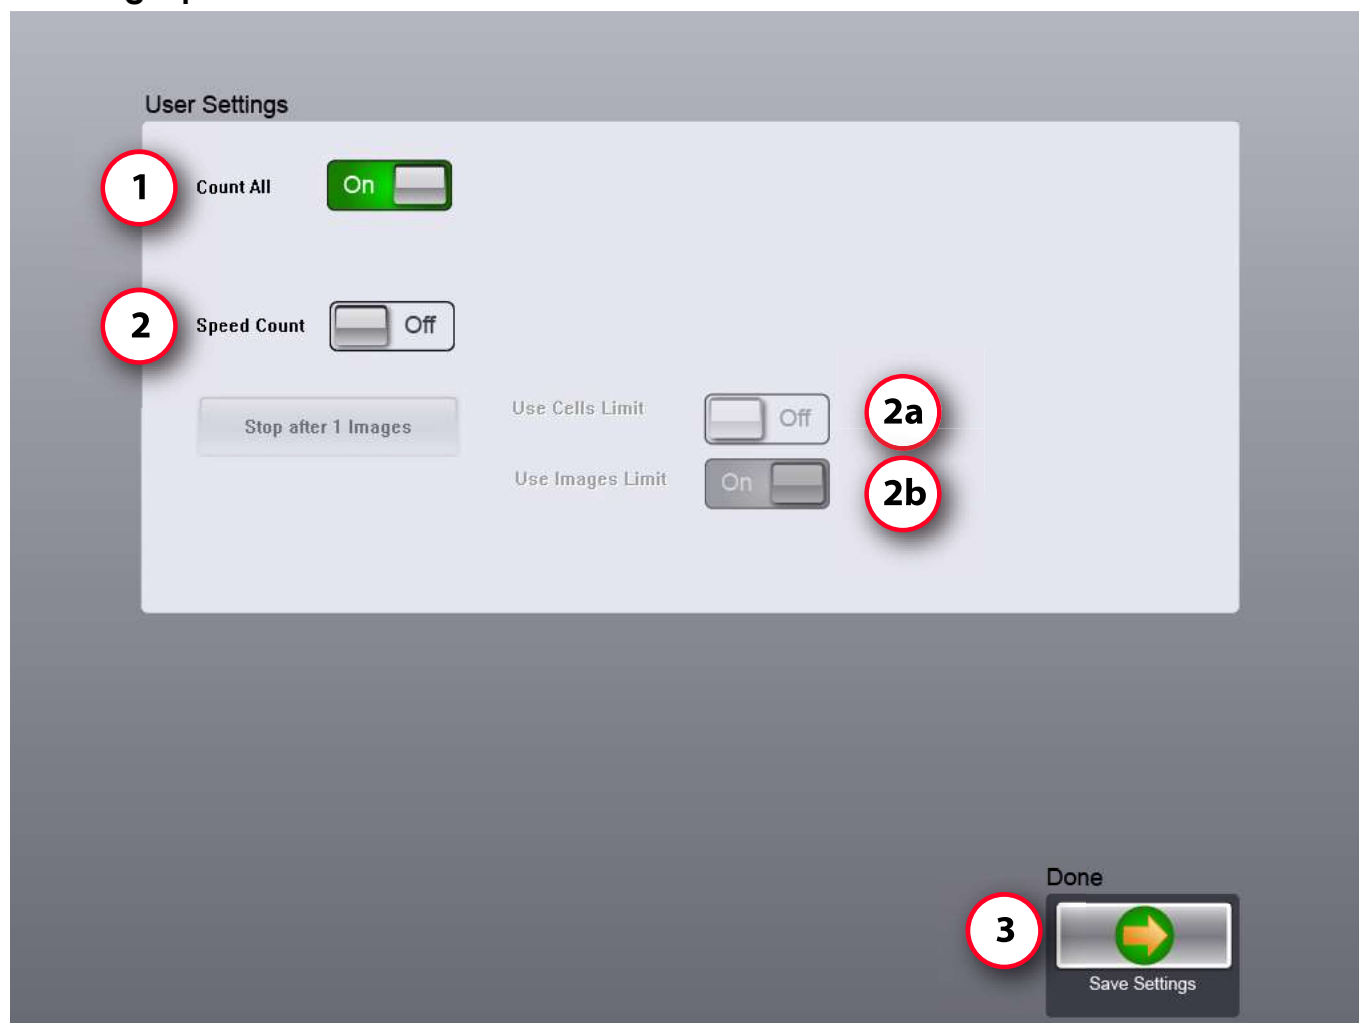 User Settings
1 Count All On
2 Speed Count Off
Stop after 1 Images
Use Cells Limit Off 2a
Use Images Limit On 2b
Done
3
Save Settings